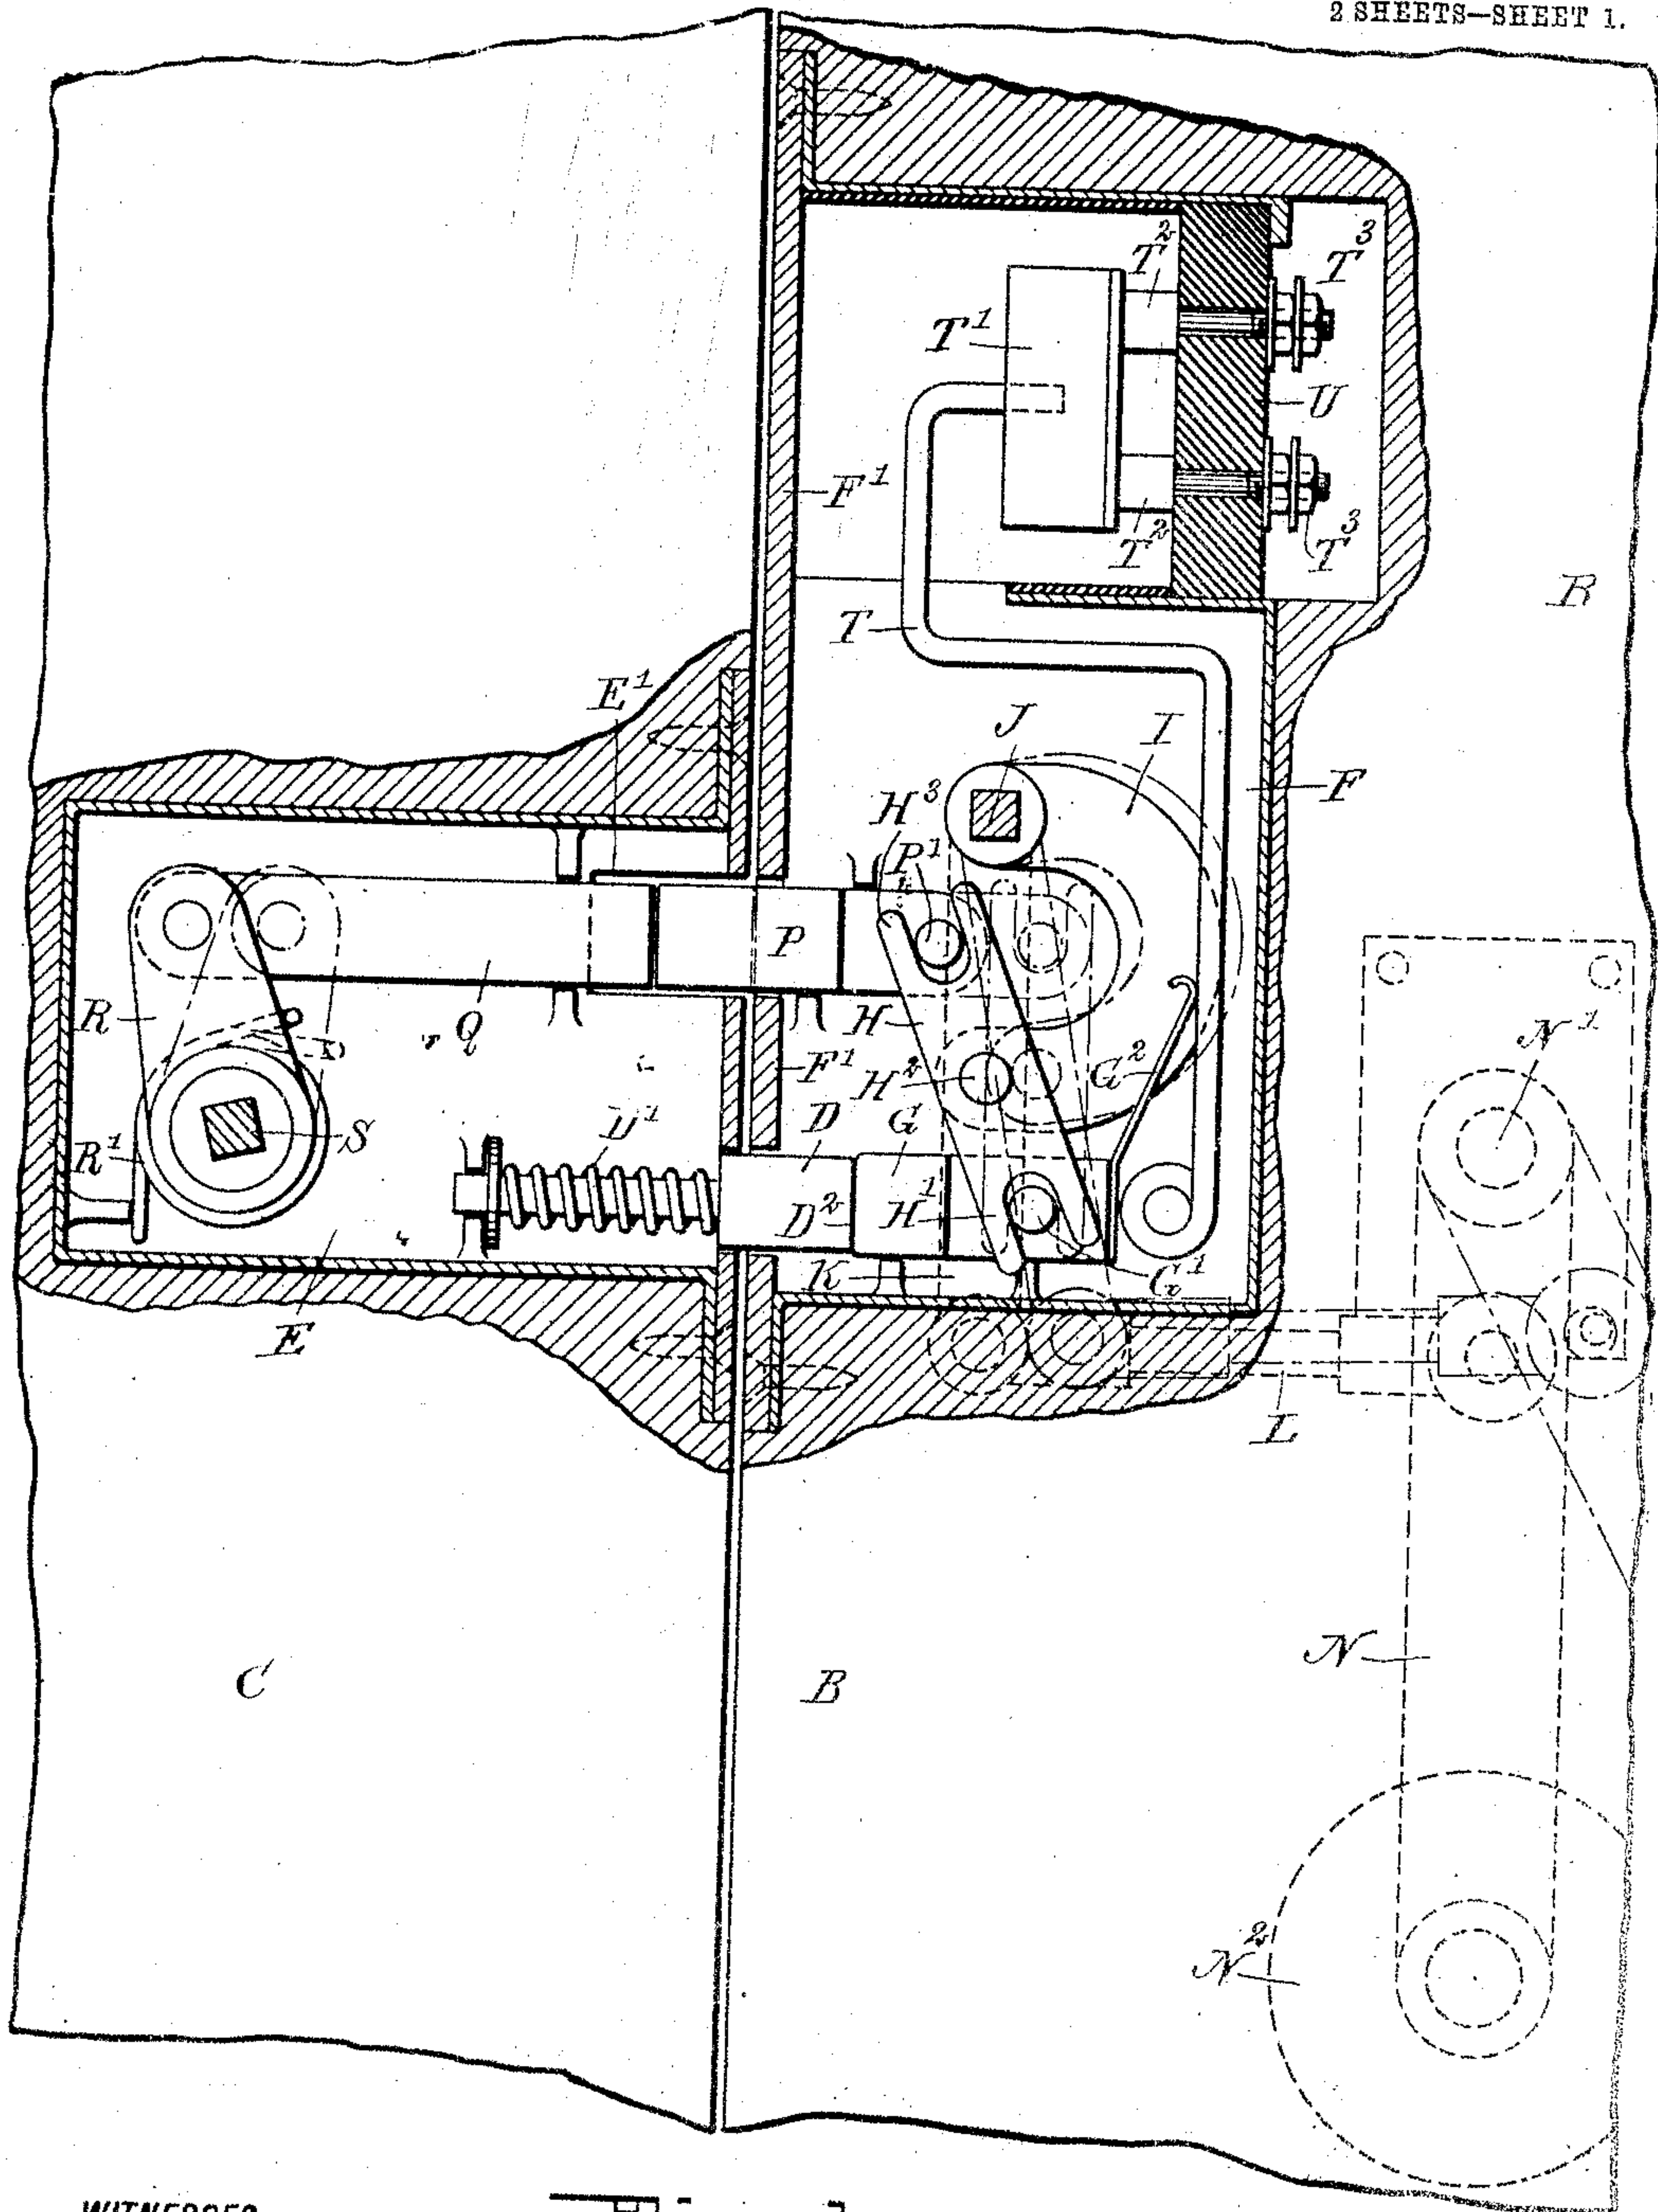 2 SHEETS—SHEET 1.
T²
T³
T¹
U
F¹
T²
T³
B
T
E¹
J
I
F
H³
P¹
P
R
Q
H
N¹
F¹
H²
G²
D¹
D
G
S
R¹
D²
H¹
K
G¹
E
L
N
C
B
N²
WITNESSES